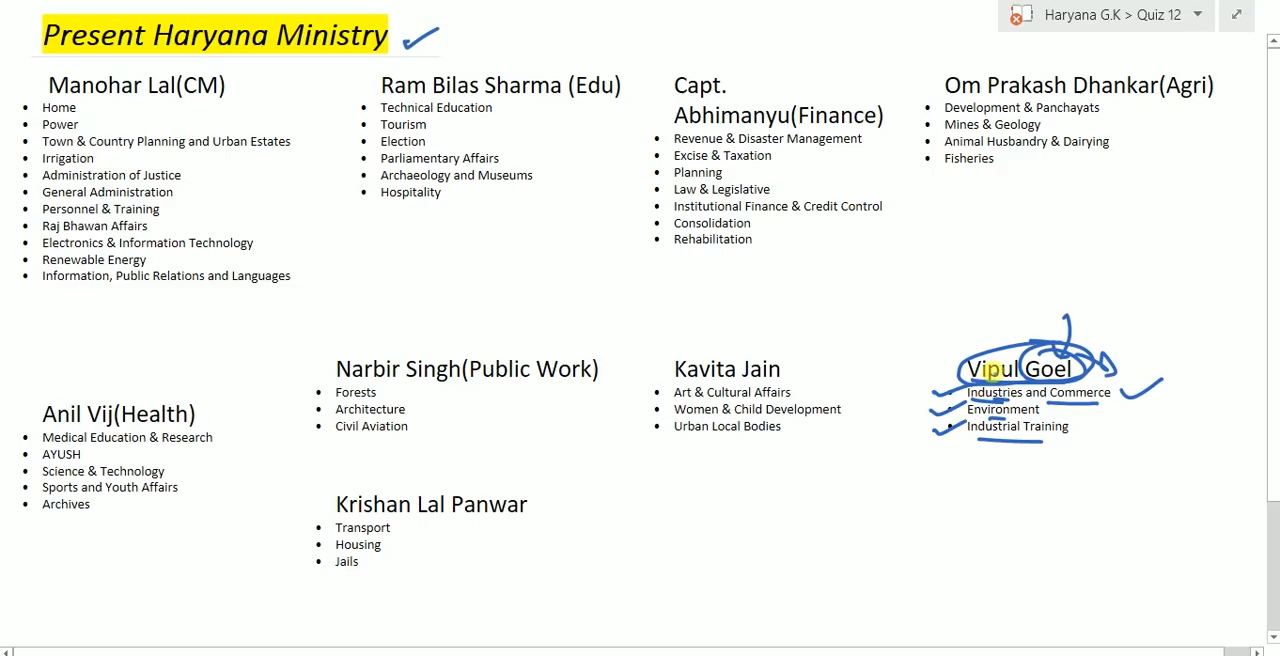 Haryana G.K > Quiz 12
Present Haryana Ministry
Manohar Lal(CM)
Home
Power
Town & Country Planning and Urban Estates
Irrigation
Administration of Justice
General Administration
Personnel & Training
Raj Bhawan Affairs
Electronics & Information Technology
Renewable Energy
Information, Public Relations and Languages
Ram Bilas Sharma (Edu)
Technical Education
Tourism
Election
Parliamentary Affairs
Archaeology and Museums
Hospitality
Capt.
Abhimanyu(Finance)
Revenue & Disaster Management
Excise & Taxation
Planning
Law & Legislative
Institutional Finance & Credit Control
Consolidation
Rehabilitation
Om Prakash Dhankar(Agri)
Development & Panchayats
Mines & Geology
Animal Husbandry & Dairying
Fisheries
Anil Vij(Health)
Medical Education & Research
AYUSH
Science & Technology
Sports and Youth Affairs
Archives
Narbir Singh(Public Work)
Forests
Architecture
Civil Aviation
Krishan Lal Panwar
Transport
Housing
Jails
Kavita Jain
Art & Cultural Affairs
Women & Child Development
Urban Local Bodies
Vipul Goel
Industries and Commerce
Environment
Industrial Training